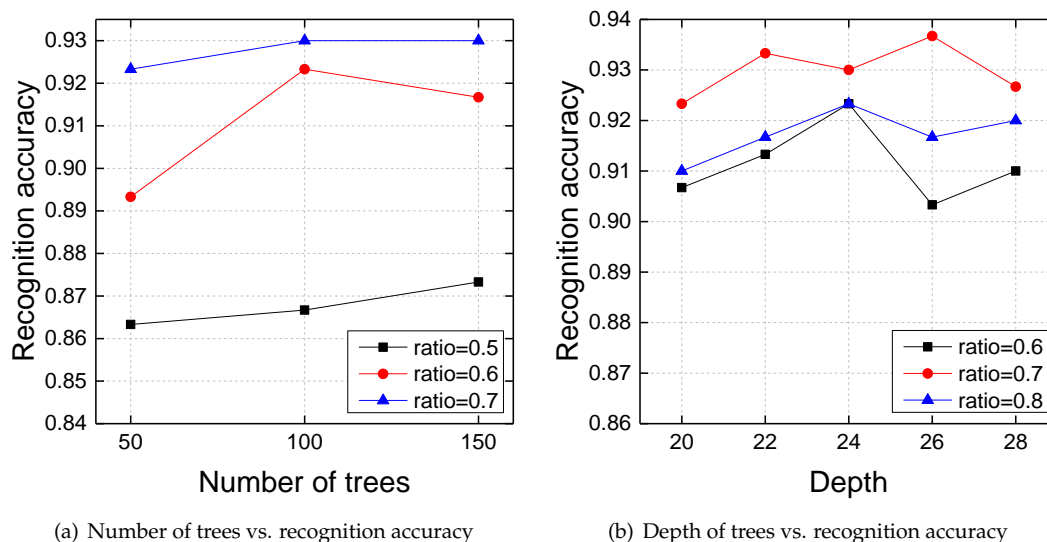 0.93
0.92
0.91
0.90
0.89
0.88
0.87
0.86
0.85
0.84
Recognition accuracy
50
100
150
Number of trees
ratio=0.5
ratio=0.6
ratio=0.7
(a) Number of trees vs. recognition accuracy
0.94
0.93
0.92
0.91
0.90
0.89
0.88
0.87
0.86
Recognition accuracy
20
22
24
26
28
Depth
ratio=0.6
ratio=0.7
ratio=0.8
(b) Depth of trees vs. recognition accuracy